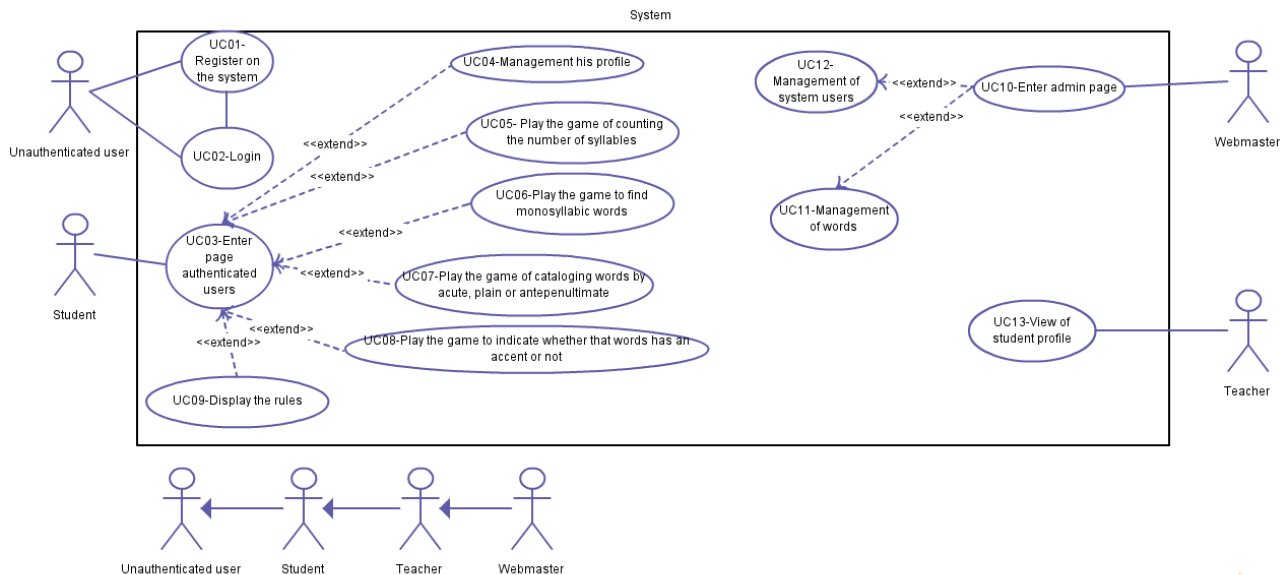 System
UC01-
Register on
the system
Unauthenticated user
UC02-Login
UC03-Enter
page
authenticated
users
Student
UC04-Management his profile
<<extend>>
UC05- Play the game of counting
the number of syllables
<<extend>>
UC06-Play the game to find
monosyllabic words
<<extend>>
UC07-Play the game of cataloging words by
acute, plain or antepenultimate
<<extend>>
UC08-Play the game to indicate whether that words has an
accent or not
<<extend>>
<<extend>>
UC09-Display the rules
UC12-
Management of
system users
<<extend>>
UC10-Enter admin page
<<extend>>
Webmaster
UC11-Management
of words
UC13-View of
student profile
Teacher
Unauthenticated user
Student
Teacher
Webmaster